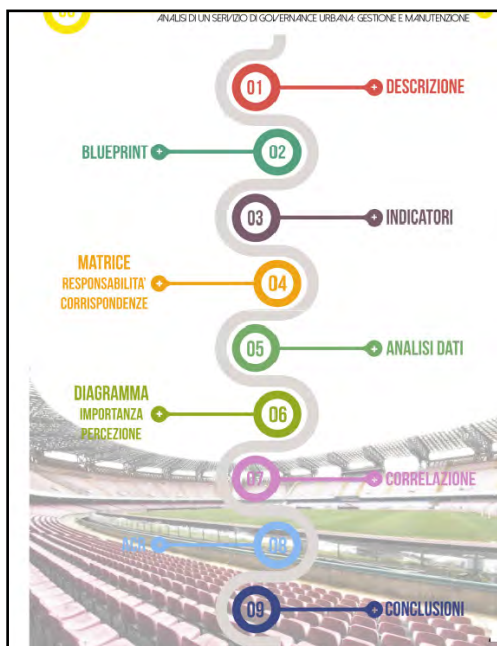 ANALISI DI UN SERVIZIO DI GOVERNANCE URBANA: GESTIONE E MANUTENZIONE
01
DESCRIZIONE
BLUEPRINT
02
03
INDICATORI
MATRICE
RESPONSABILITA'
CORRISPONDENZE
04
05
ANALISI DATI
DIAGRAMMA
IMPORTANZA
PERCEZIONE
06
07
CORRELAZIONE
08
09
CONCLUSIONI